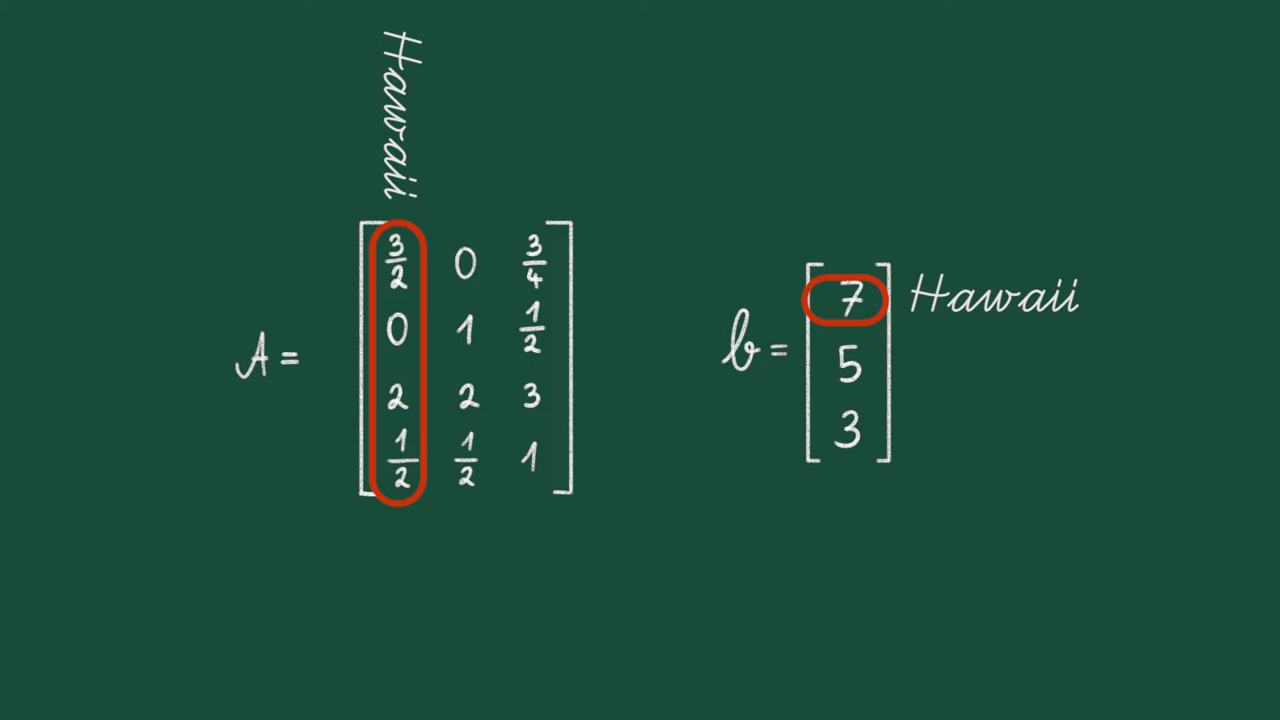 Hawaii
A = [ 3/2 0 3/4
0 1 1/2
2 2 3
1/2 1/2 1 ]
b = [ 7
5
3 ]
Hawaii